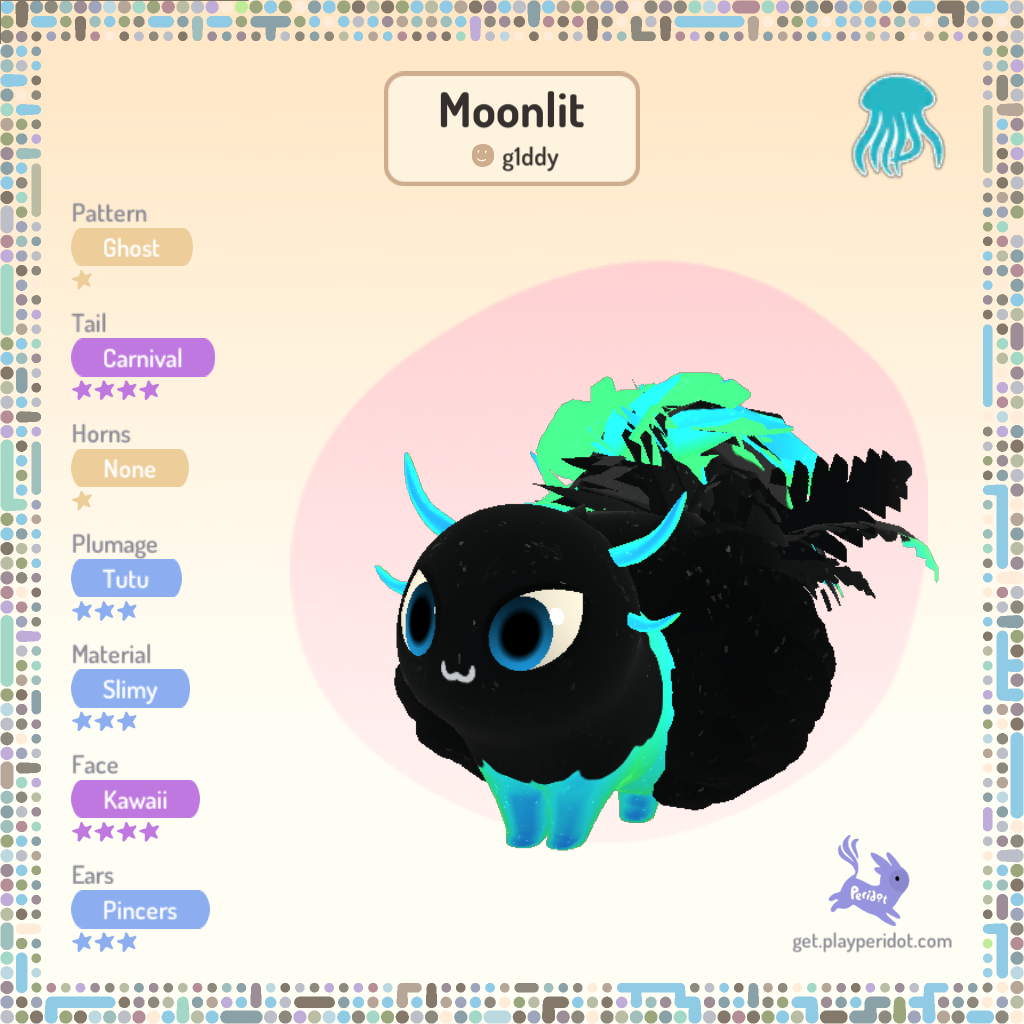 Moonlit
g1ddy
Pattern
Ghost
Tail
Carnival
Horns
None
Plumage
Tutu
Material
Slimy
Face
Kawaii
Ears
Pincers
Peridot
get.playperidot.com